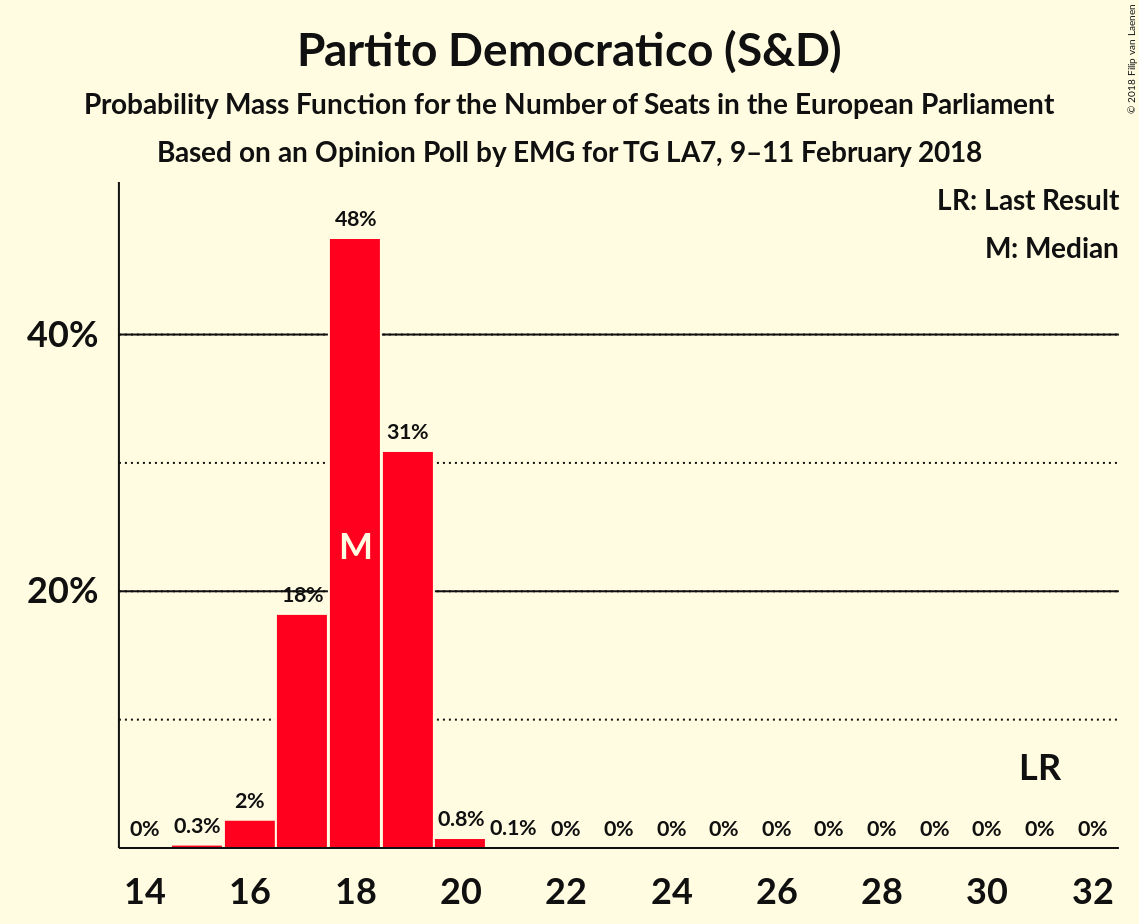 Partito Democratico (S&D)
Probability Mass Function for the Number of Seats in the European Parliament
Based on an Opinion Poll by EMG for TG LA7, 9–11 February 2018
© 2018 Filip van Laenen
LR: Last Result
M: Median
48%
40%
31%
M
20%
18%
LR
0% 0.3% 2% 0.8% 0.1% 0% 0% 0% 0% 0% 0% 0% 0% 0% 0% 0%
14 16 18 20 22 24 26 28 30 32